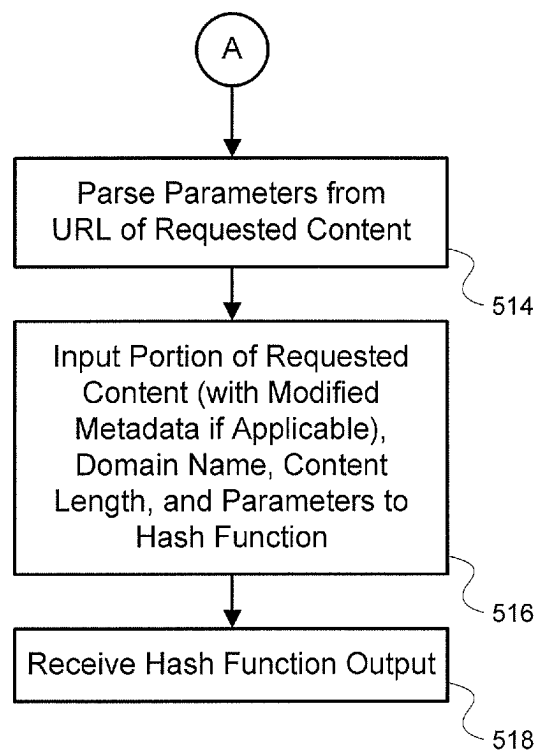 A
Parse Parameters from
URL of Requested Content
514
Input Portion of Requested
Content (with Modified
Metadata if Applicable),
Domain Name, Content
Length, and Parameters to
Hash Function
516
Receive Hash Function Output
518